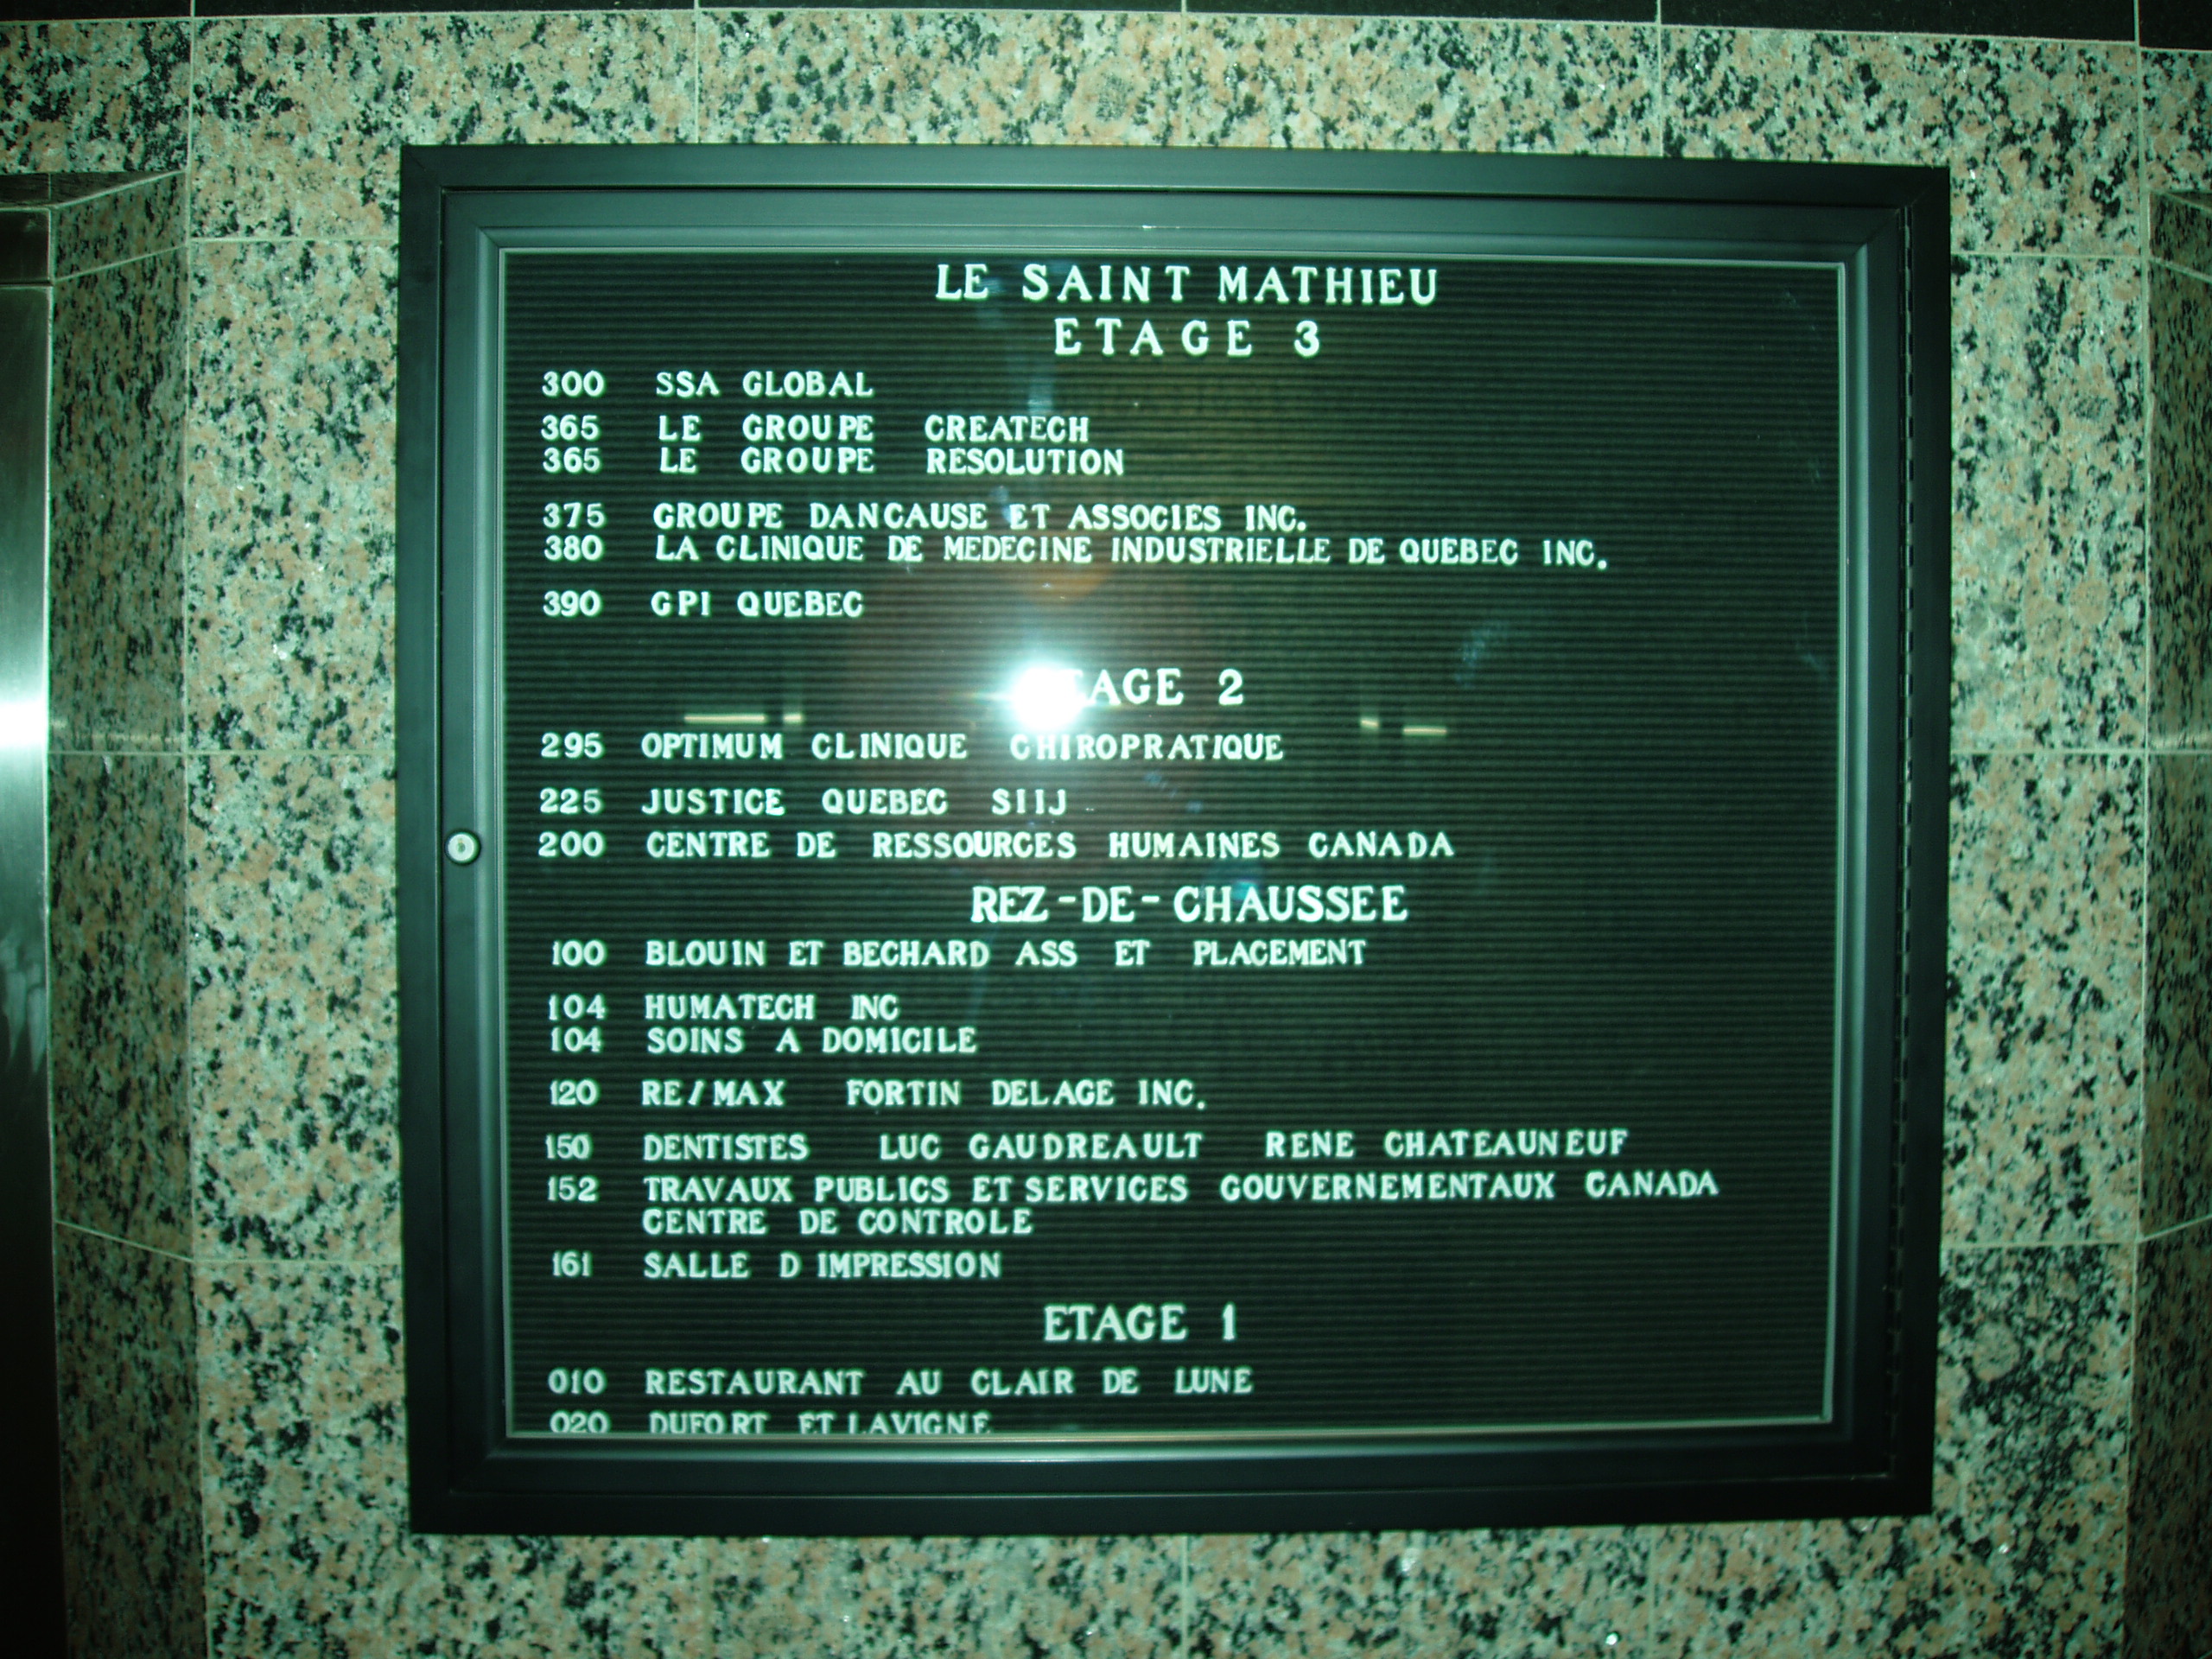 LE SAINT MATHIEU
ETAGE 3
300 SSA GLOBAL
365 LE GROUPE CREATECH
365 LE GROUPE RESOLUTION
375 GROUPE DANCAUSE ET ASSOCIES INC.
380 LA CLINIQUE DE MEDECINE INDUSTRIELLE DE QUEBEC INC.
390 GPI QUEBEC
ETAGE 2
295 OPTIMUM CLINIQUE CHIROPRATIQUE
225 JUSTICE QUEBEC SIIJ
200 CENTRE DE RESSOURCES HUMAINES CANADA
REZ-DE-CHAUSSEE
100 BLOUIN ET BECHARD ASS ET PLACEMENT
104 HUMATECH INC
104 SOINS A DOMICILE
120 RE/MAX FORTIN DELAGE INC.
150 DENTISTES LUC GAUDREAULT RENE CHATEAUNEUF
152 TRAVAUX PUBLICS ET SERVICES GOUVERNEMENTAUX CANADA
CENTRE DE CONTROLE
161 SALLE D IMPRESSION
ETAGE 1
010 RESTAURANT AU CLAIR DE LUNE
020 DUFORT ET LAVIGNE